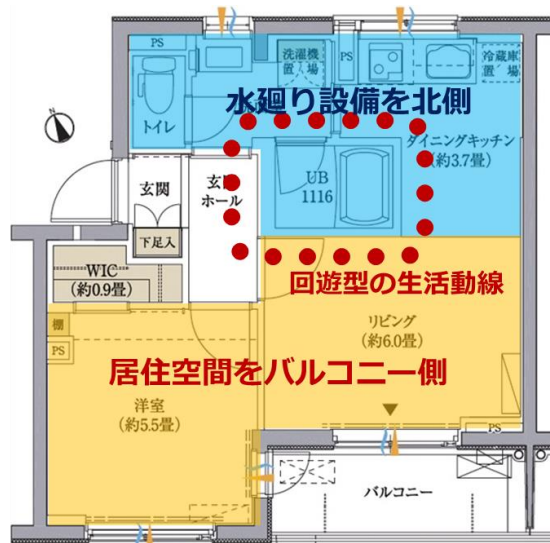 PS
洗濯機
置場
PS
冷蔵庫
置場
水廻り設備を北側
トイレ
ダイニングキッチン
(約3.7畳)
玄関
玄関
ホール
UB
1116
下足入
WIC
(約0.9畳)
回遊型の生活動線
棚
PS
リビング
(約6.0畳)
居住空間をバルコニー側
洋室
(約5.5畳)
PS
バルコニー